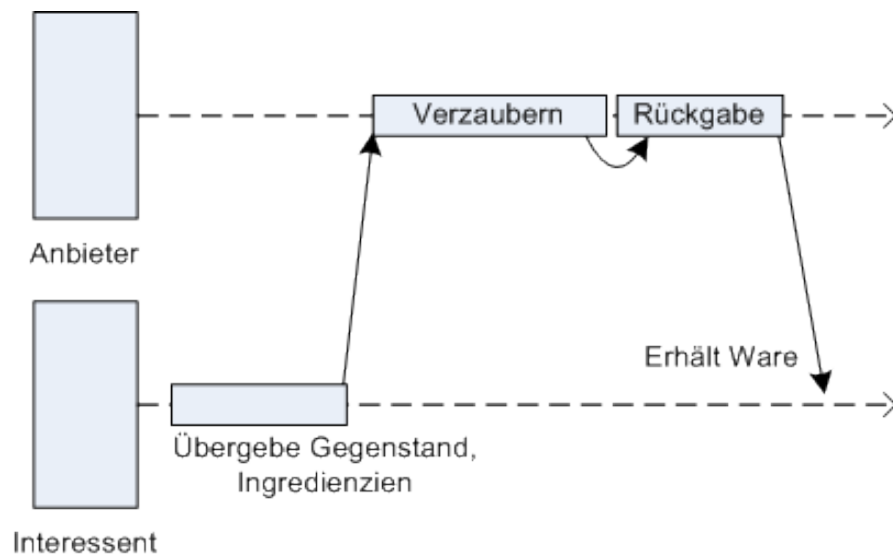 Verzaubern
Rückgabe
Anbieter
Erhält Ware
Übergebe Gegenstand,
Ingredienzien
Interessent